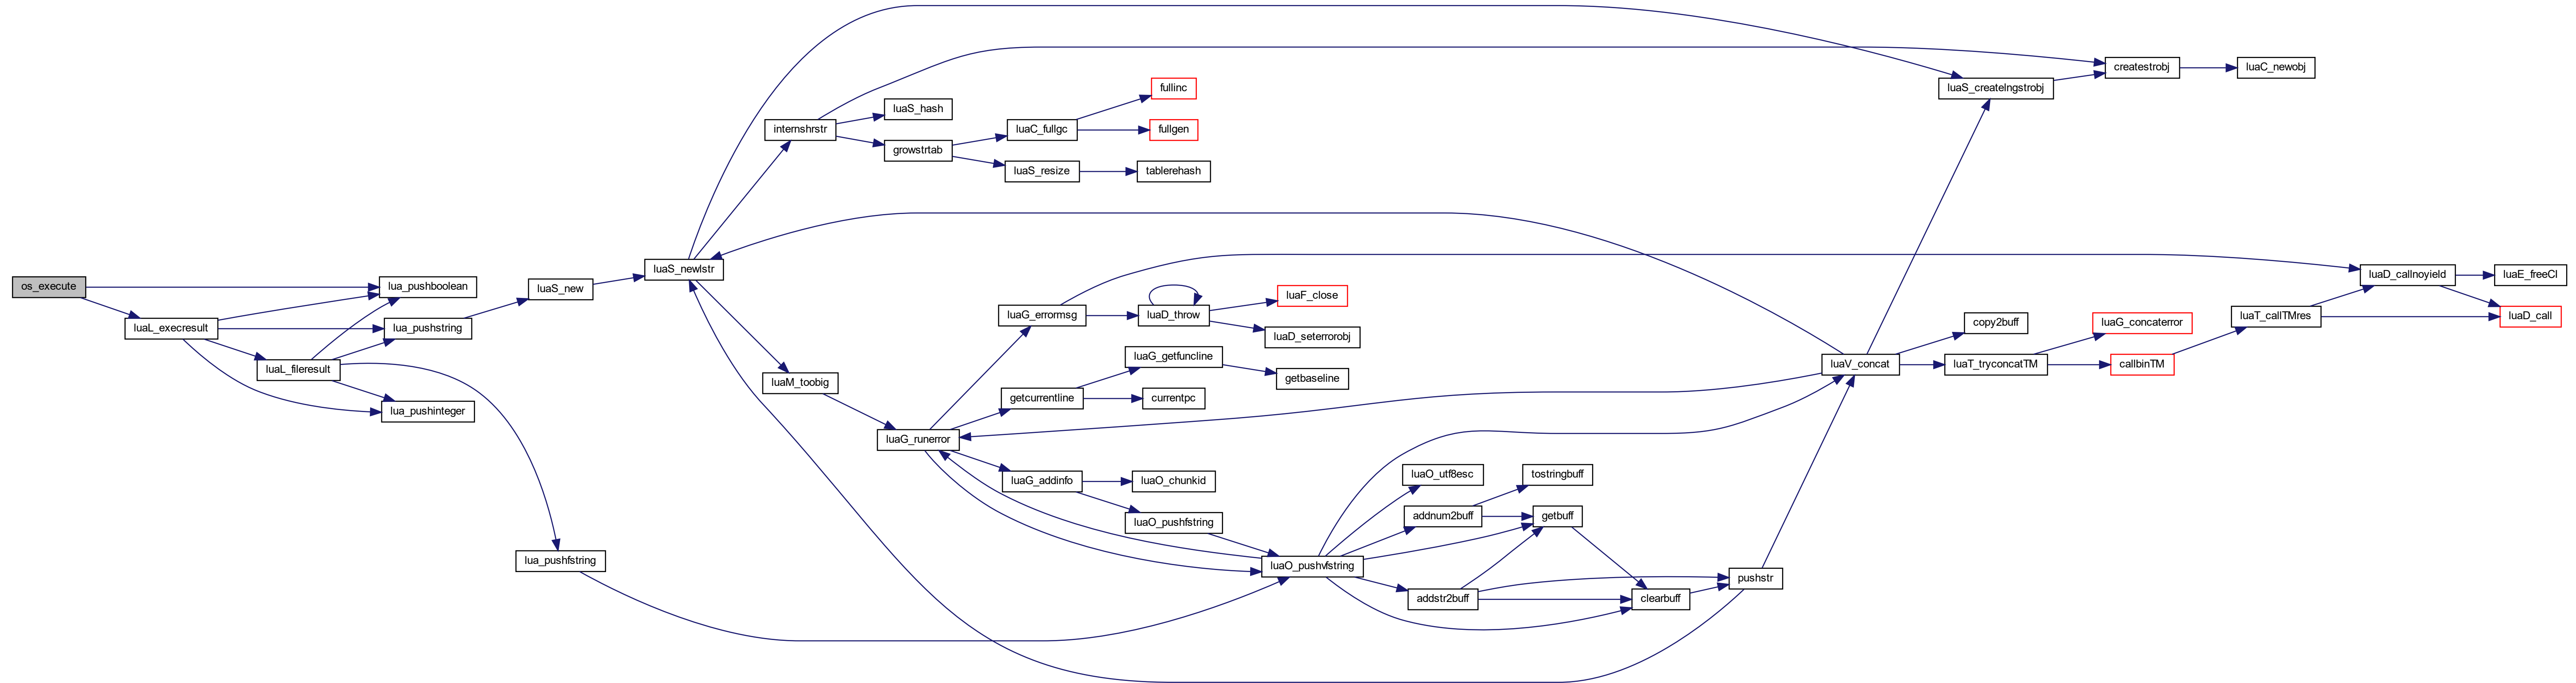 os_execute
luaL_execresult
lua_pushboolean
lua_pushstring
luaL_fileresult
lua_pushinteger
luaS_new
lua_pushfstring
luaS_newlstr
internshrstr
luaS_hash
growstrtab
luaC_fullgc
fullinc
fullgen
luaS_resize
tablerehash
luaM_toobig
luaG_runerror
luaG_errormsg
luaD_throw
luaF_close
luaD_seterrorobj
getcurrentline
luaG_getfuncline
getbaseline
currentpc
luaG_addinfo
luaO_chunkid
luaO_pushfstring
luaO_pushvfstring
luaO_utf8esc
addnum2buff
tostringbuff
getbuff
addstr2buff
clearbuff
pushstr
luaV_concat
luaS_createlngstrobj
createstrobj
luaC_newobj
copy2buff
luaT_tryconcatTM
luaG_concaterror
callbinTM
luaT_callTMres
luaD_callnoyield
luaE_freeCI
luaD_call